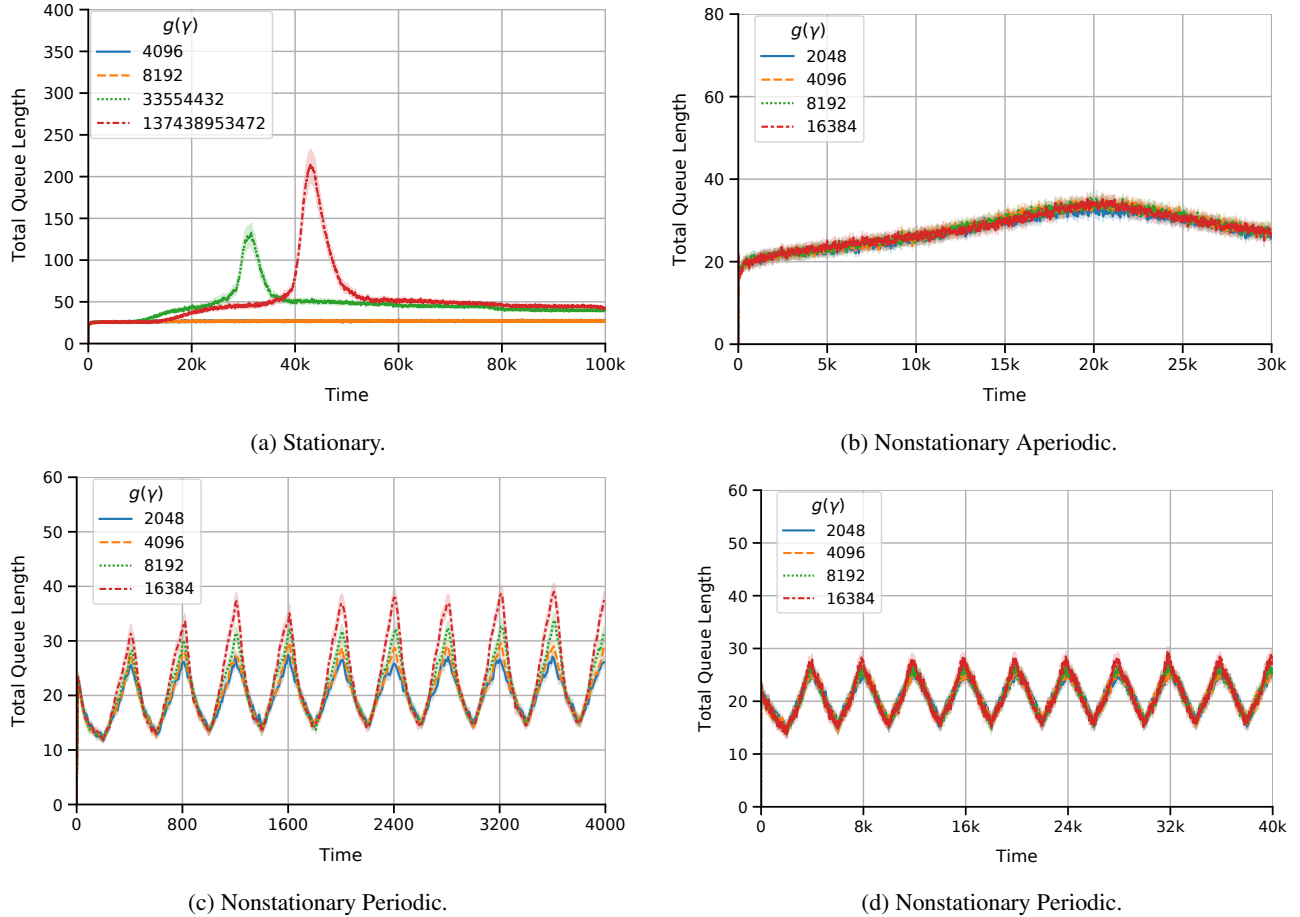 g(γ)
4096
8192
33554432
137438953472
400
350
300
250
200
150
100
50
0
Total Queue Length
0 20k 40k 60k 80k 100k
Time
(a) Stationary.
g(γ)
2048
4096
8192
16384
80
60
40
20
0
Total Queue Length
0 5k 10k 15k 20k 25k 30k
Time
(b) Nonstationary Aperiodic.
g(γ)
2048
4096
8192
16384
60
50
40
30
20
10
0
Total Queue Length
0 800 1600 2400 3200 4000
Time
(c) Nonstationary Periodic.
g(γ)
2048
4096
8192
16384
60
50
40
30
20
10
0
Total Queue Length
0 8k 16k 24k 32k 40k
Time
(d) Nonstationary Periodic.